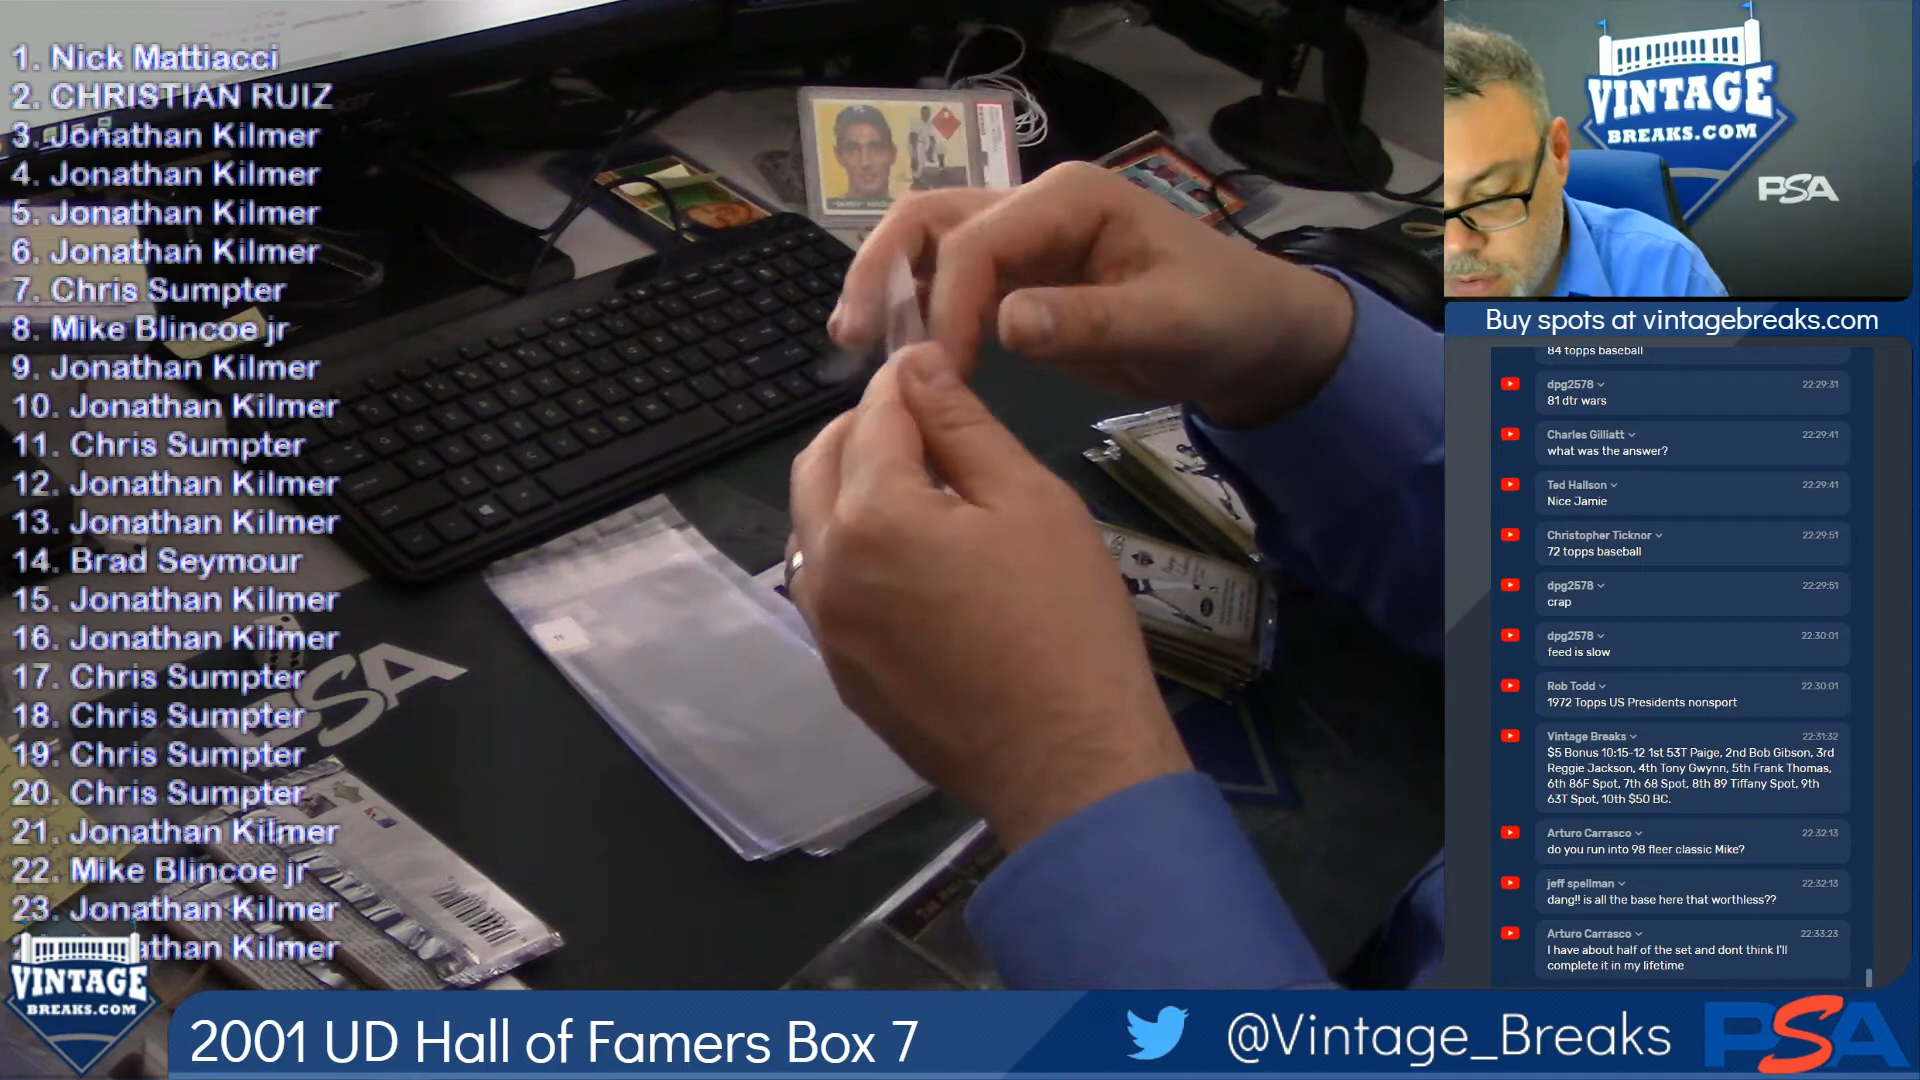 1. Nick Mattiacci
2. CHRISTIAN RUIZ
3. Jonathan Kilmer
4. Jonathan Kilmer
5. Jonathan Kilmer
6. Jonathan Kilmer
7. Chris Sumpter
8. Mike Blincoe jr
9. Jonathan Kilmer
10. Jonathan Kilmer
11. Chris Sumpter
12. Jonathan Kilmer
13. Jonathan Kilmer
14. Brad Seymour
15. Jonathan Kilmer
16. Jonathan Kilmer
17. Chris Sumpter
18. Chris Sumpter
19. Chris Sumpter
20. Chris Sumpter
21. Jonathan Kilmer
22. Mike Blincoe jr
23. Jonathan Kilmer
athan Kilmer
PSA
VINTAGE
BREAKS.COM
PSA
Buy spots at vintagebreaks.com
84 topps baseball
dpg2578 22:29:31
81 dtr wars
Charles Gilliatt 22:29:41
what was the answer?
Ted Hallson 22:29:41
Nice Jamie
Christopher Ticknor 22:29:51
72 topps baseball
dpg2578 22:29:51
crap
dpg2578 22:30:01
feed is slow
Rob Todd 22:30:01
1972 Topps US Presidents nonsport
Vintage Breaks 22:31:32
$5 Bonus 10:15-12 1st 53T Paige, 2nd Bob Gibson, 3rd
Reggie Jackson, 4th Tony Gwynn, 5th Frank Thomas,
6th 86F Spot, 7th 68 Spot, 8th 89 Tiffany Spot, 9th
63T Spot, 10th $50 BC.
Arturo Carrasco 22:32:13
do you run into 98 fleer classic Mike?
jeff spellman 22:32:13
dang!! is all the base here that worthless??
Arturo Carrasco 22:33:23
I have about half of the set and dont think I'll
complete it in my lifetime
VINTAGE
BREAKS.COM
2001 UD Hall of Famers Box 7
@Vintage_Breaks
PSA